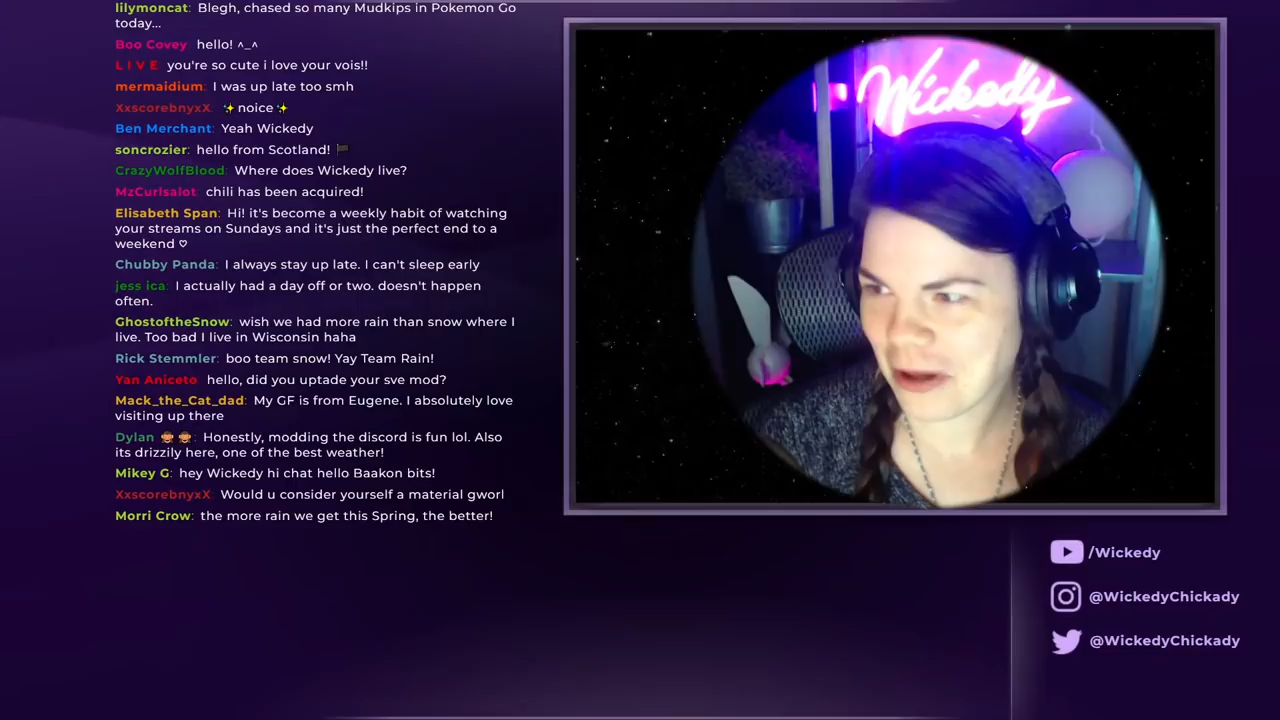 lilymoncat: Blegh, chased so many Mudkips in Pokemon Go
today...
Boo Covey hello! ^_^
L I V E you're so cute i love your vois!!
mermaidium: I was up late too smh
XxscorebnyxX: ✨noice✨
Ben Merchant: Yeah Wickedy
soncrozier: hello from Scotland! 🏴
CrazyWolfBlood: Where does Wickedy live?
MzCurlsalot: chili has been acquired!
Elisabeth Span: Hi! it's become a weekly habit of watching
your streams on Sundays and it's just the perfect end to a
weekend ♡
Chubby Panda: I always stay up late. I can't sleep early
jess ica: I actually had a day off or two. doesn't happen
often.
GhostoftheSnow: wish we had more rain than snow where I
live. Too bad I live in Wisconsin haha
Rick Stemmler: boo team snow! Yay Team Rain!
Yan Aniceto hello, did you uptade your sve mod?
Mack_the_Cat_dad: My GF is from Eugene. I absolutely love
visiting up there
Dylan 🙉 🙉: Honestly, modding the discord is fun lol. Also
its drizzily here, one of the best weather!
Mikey G: hey Wickedy hi chat hello Baakon bits!
XxscorebnyxX: Would u consider yourself a material gworl
Morri Crow: the more rain we get this Spring, the better!
Wickedy
/Wickedy
@WickedyChickady
@WickedyChickady